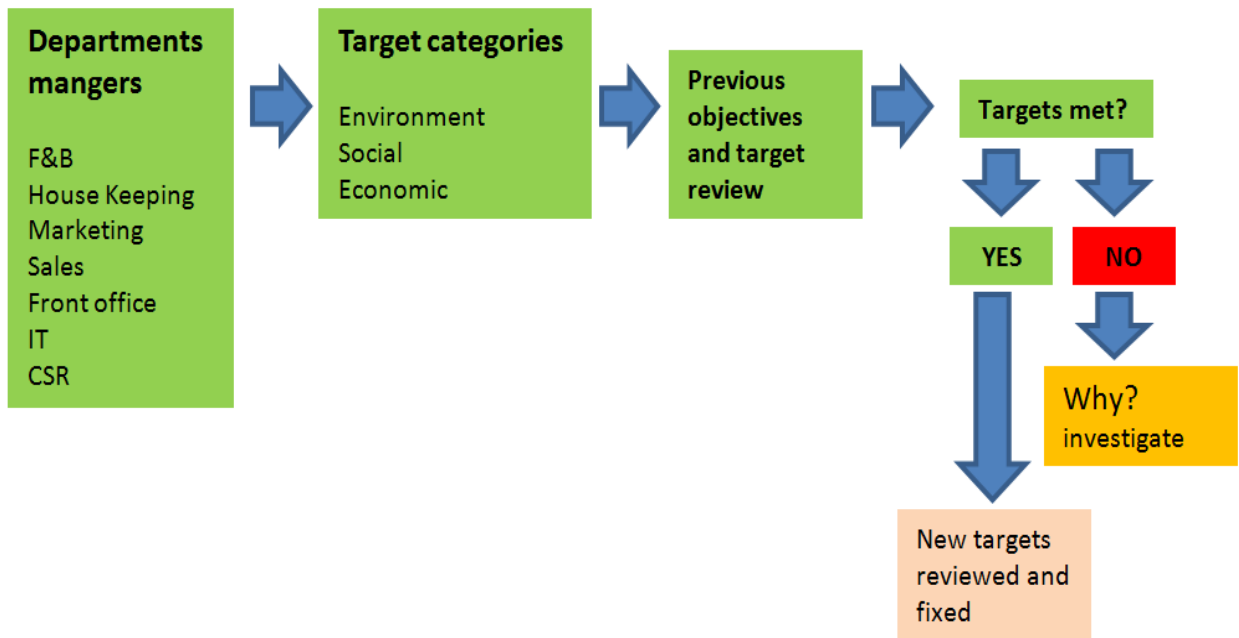 Departments
mangers
F&B
House Keeping
Marketing
Sales
Front office
IT
CSR
Target categories
Environment
Social
Economic
Previous
objectives
and target
review
Targets met?
YES
NO
Why?
investigate
New targets
reviewed and
fixed